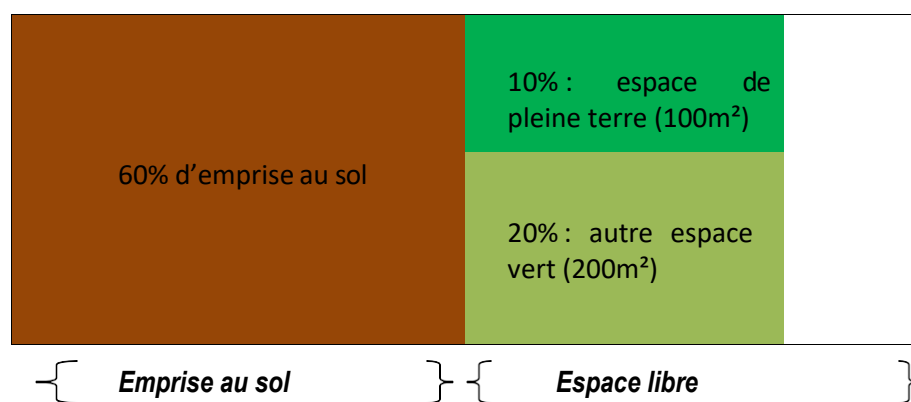 60% d’emprise au sol
10% : espace de
pleine terre (100m²)
20% : autre espace
vert (200m²)
Emprise au sol
Espace libre